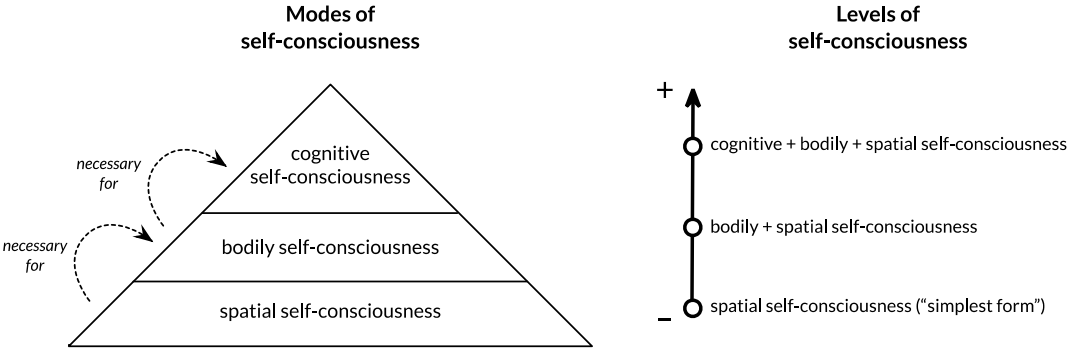 Modes of
self-consciousness
necessary
for
necessary
for
cognitive
self-consciousness
bodily self-consciousness
spatial self-consciousness
Levels of
self-consciousness
+
cognitive + bodily + spatial self-consciousness
bodily + spatial self-consciousness
– spatial self-consciousness (“simplest form”)